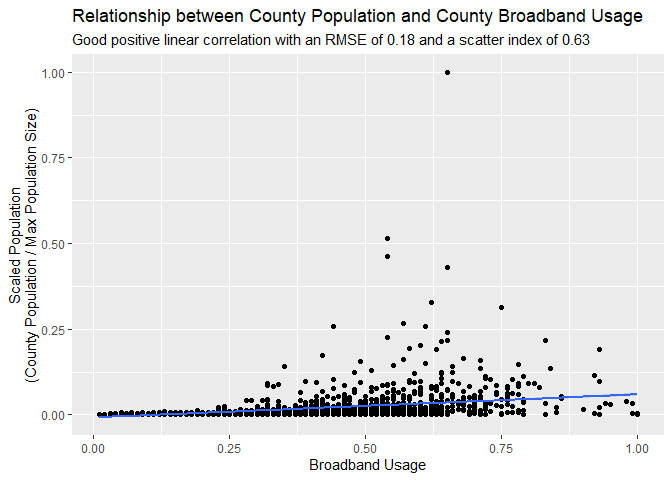 Relationship between County Population and County Broadband Usage
Good positive linear correlation with an RMSE of 0.18 and a scatter index of 0.63
Scaled Population
(County Population / Max Population Size)
1.00
0.75
0.50
0.25
0.00
0.00 0.25 0.50 0.75 1.00
Broadband Usage